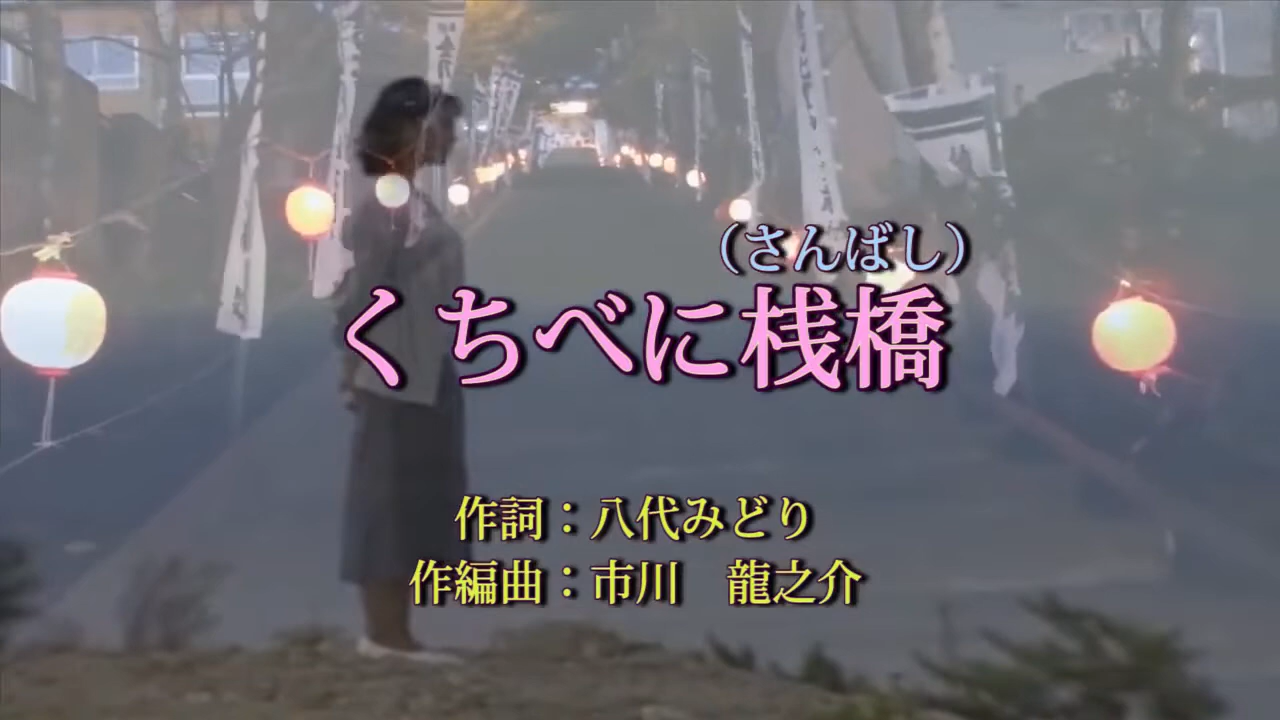 （さんばし）
くちべに桟橋
作詞：八代みどり
作編曲：市川　龍之介